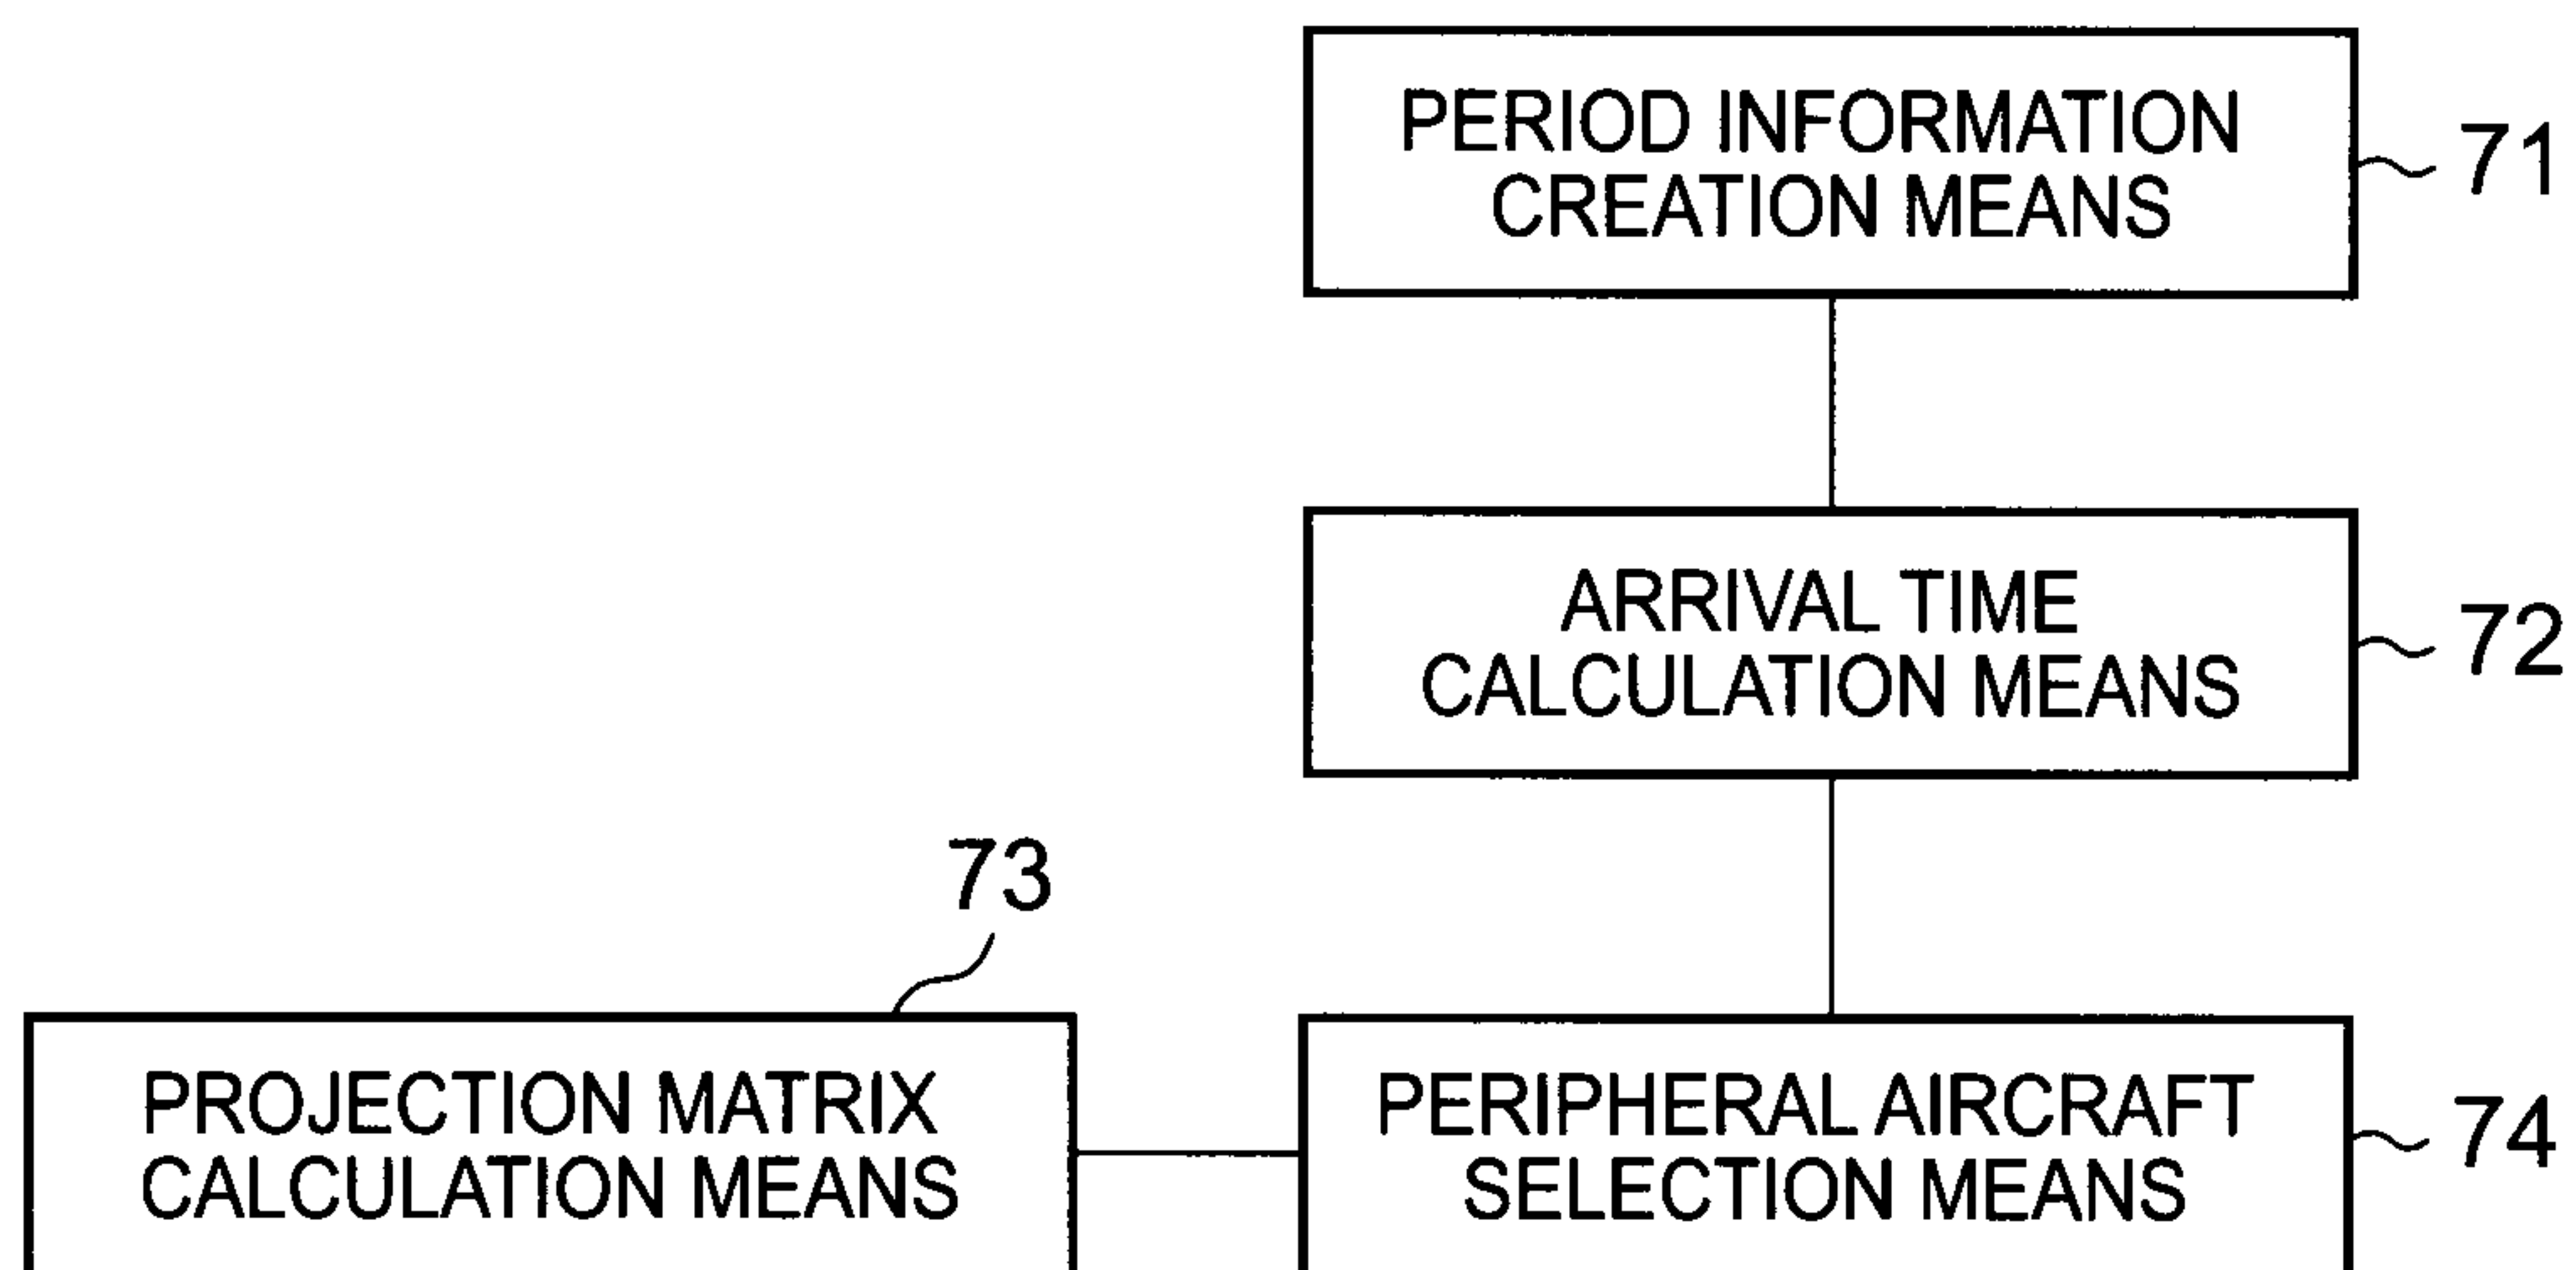 PERIOD INFORMATION
CREATION MEANS
71
ARRIVAL TIME
CALCULATION MEANS
72
73
PROJECTION MATRIX
CALCULATION MEANS
PERIPHERAL AIRCRAFT
SELECTION MEANS
74